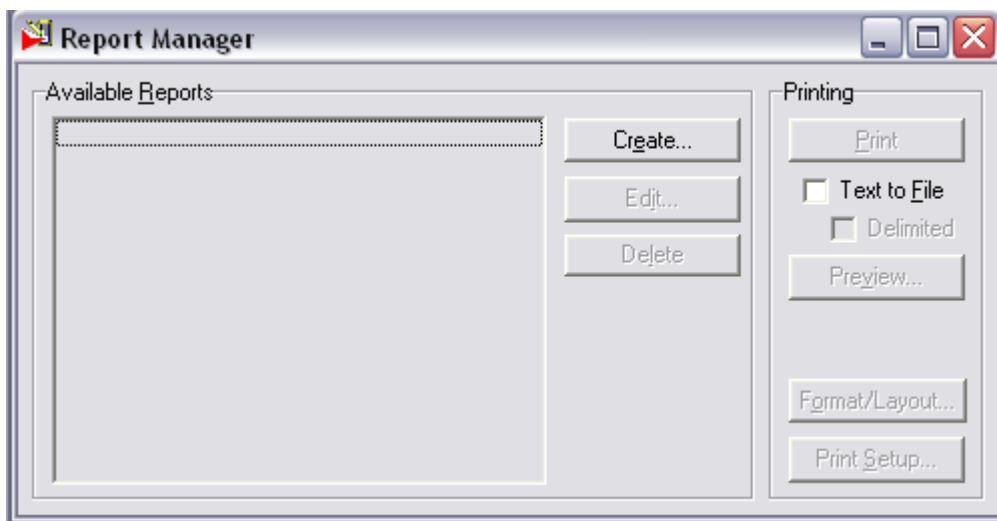 Report Manager
Available Reports
Create...
Edit...
Delete
Printing
Print
Text to File
Delimited
Preview...
Format/Layout...
Print Setup...